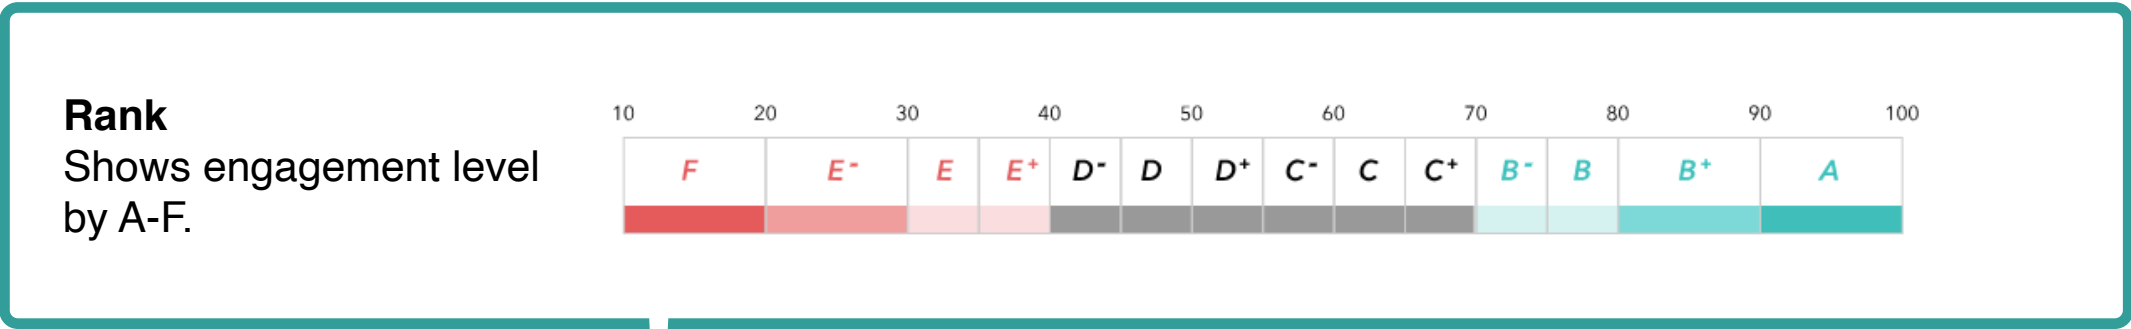 Rank
Shows engagement level
by A-F.
10 20 30 40 50 60 70 80 90 100
F E- E E+ D- D D+ C- C C+ B- B B+ A